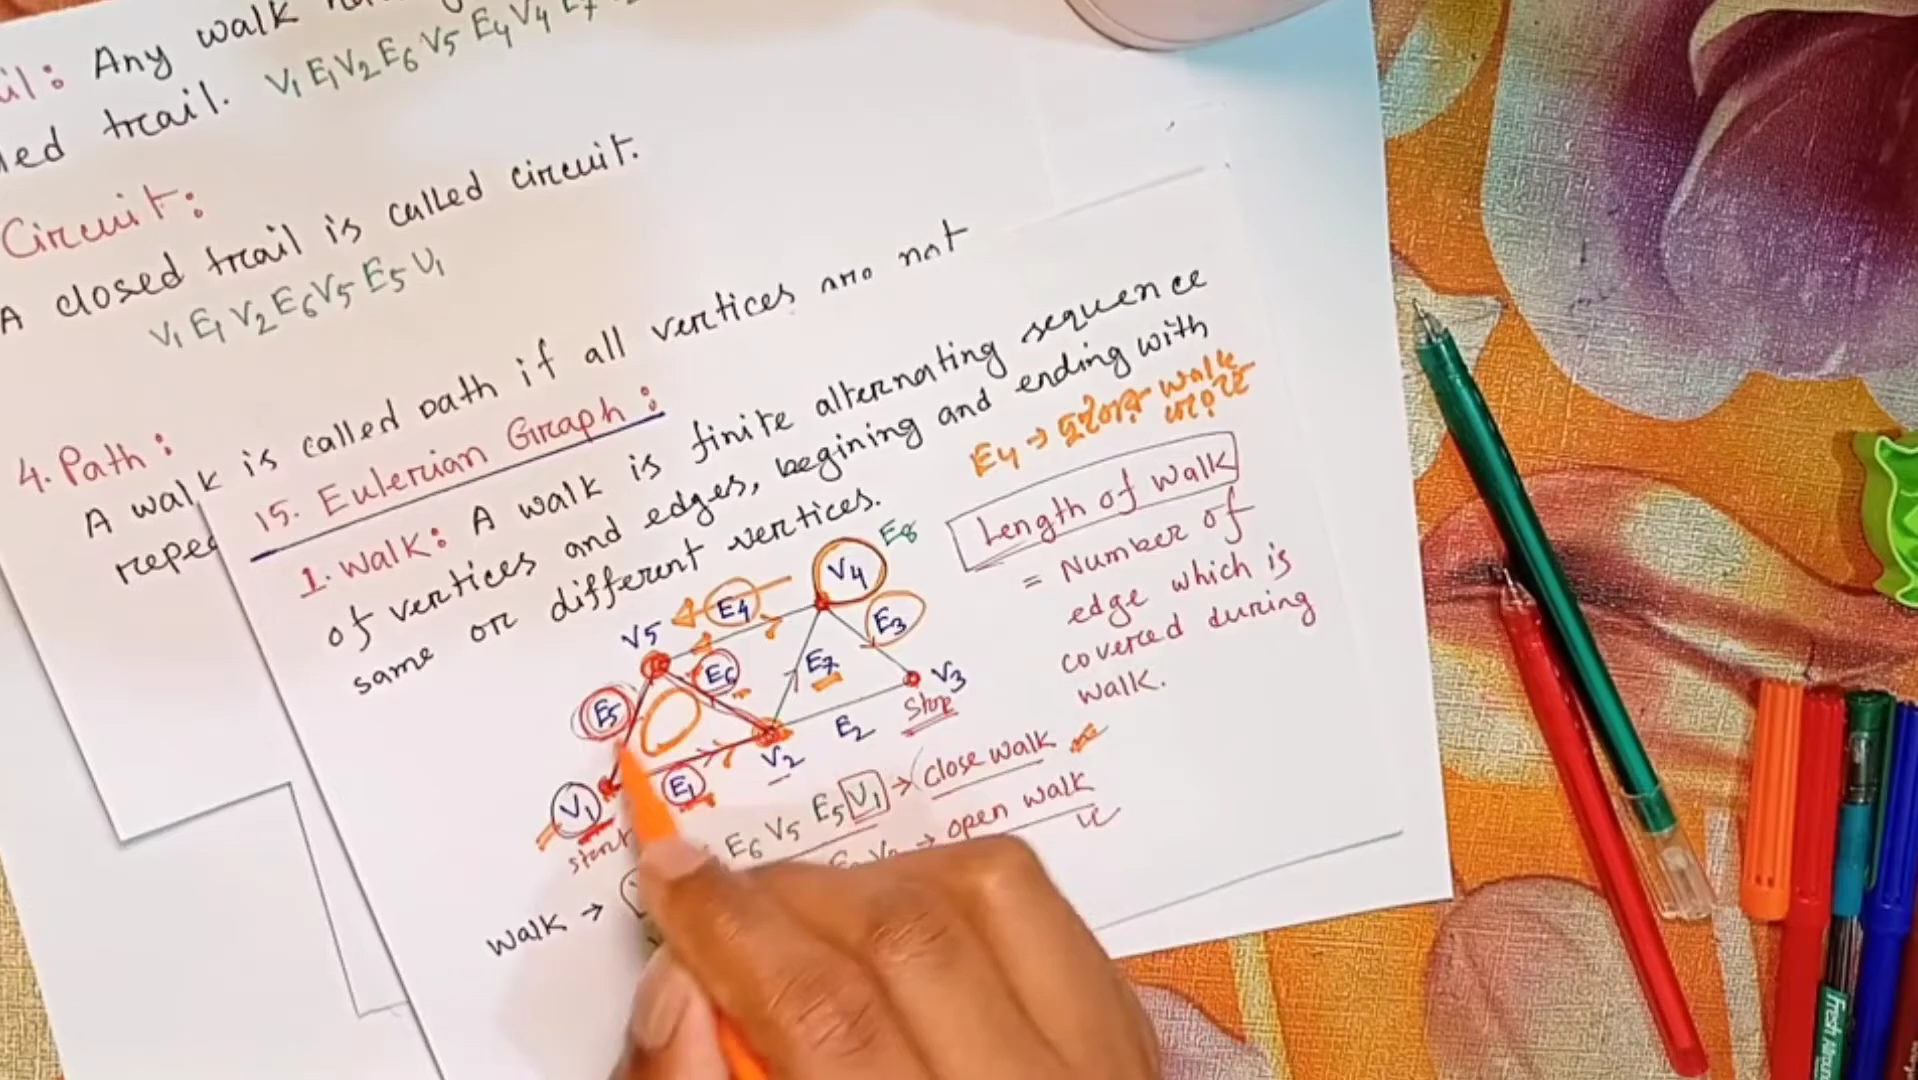 Any walk
trail. V1 E1 V2 E6 V5 E4 V4 E7
Circuit:
A closed trail is called circuit.
V1 E1 V2 E6 V5 E5 V1
4. Path:
A walk is called path if all vertices are not
15. Eulerian Graph:
1. Walk: A walk is finite alternating sequence
of vertices and edges, begining and ending with
same or different vertices.
E4 → walk
Length of walk
= Number of
edge which is
covered during
walk.
E8
V4
E4
E3
V5
E6
E7
V3
Stop
E5
E2
V2
E1
V1
start
E6 V5 E5 V1 → close walk
→ open walk
walk →
Fresh